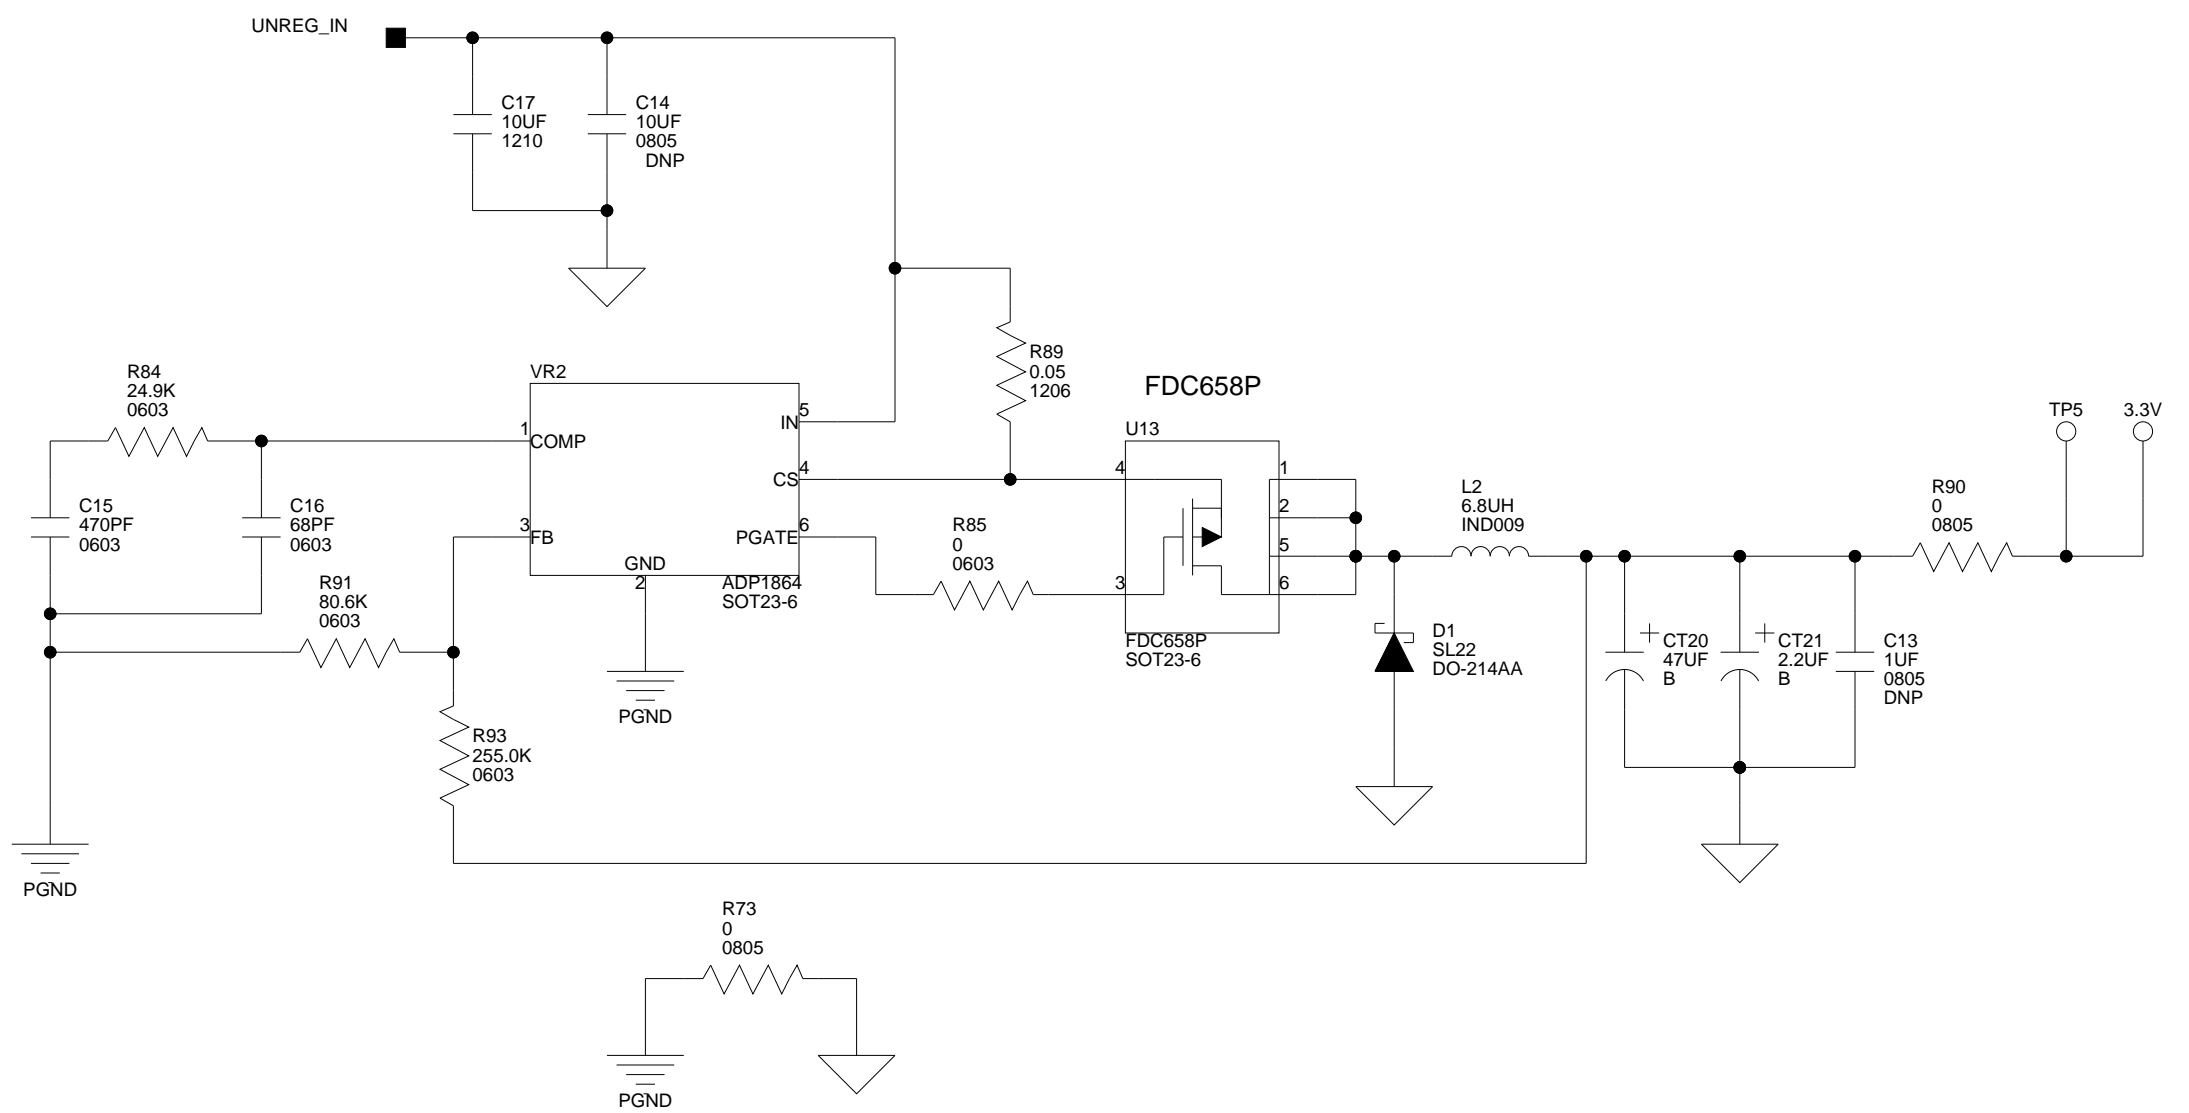 UNREG_IN
C17
10UF
1210
C14
10UF
0805
DNP
R84
24.9K
0603
VR2
5
IN
1
COMP
4
CS
3
FB
6
PGATE
GND
2
ADP1864
SOT23-6
PGND
C15
470PF
0603
C16
68PF
0603
R91
80.6K
0603
R93
255.0K
0603
PGND
R89
0.05
1206
R85
0
0603
FDC658P
U13
4
3
1
2
5
6
FDC658P
SOT23-6
L2
6.8UH
IND009
D1
SL22
DO-214AA
CT20
47UF
B
CT21
2.2UF
B
C13
1UF
0805
DNP
R90
0
0805
TP5
3.3V
R73
0
0805
PGND